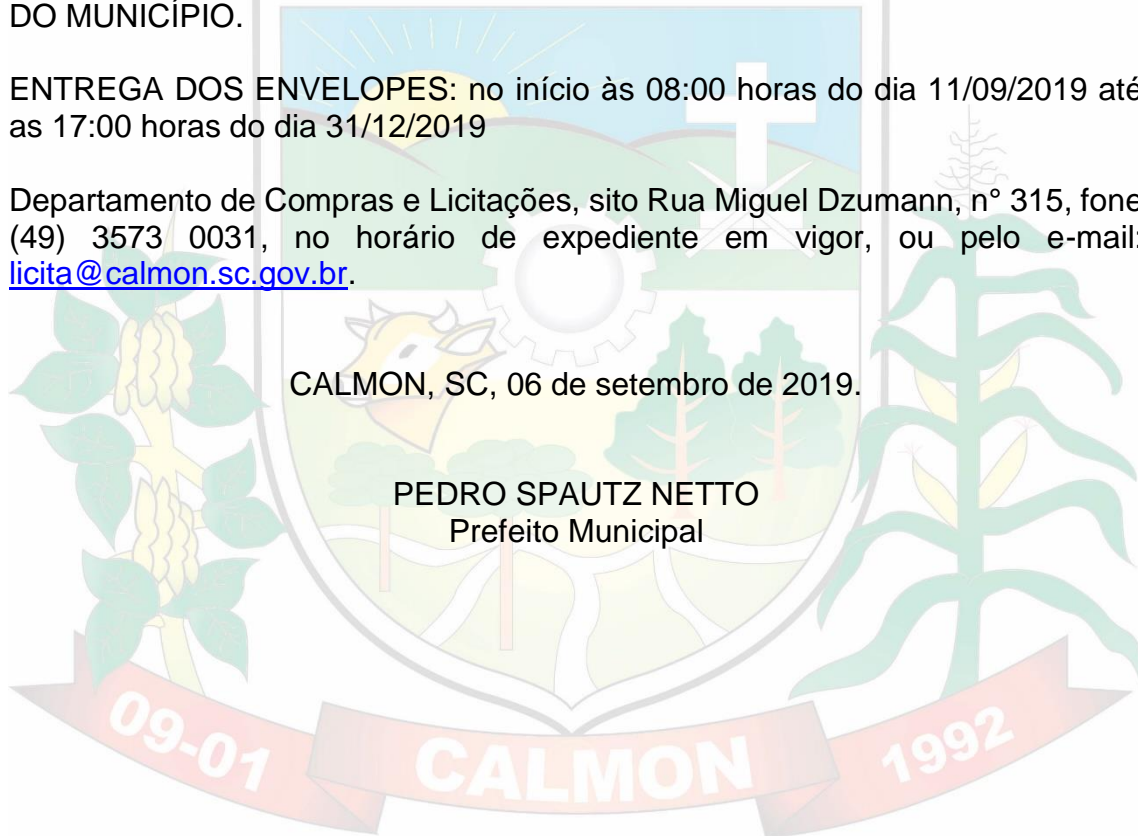 DO MUNICÍPIO.
ENTREGA DOS ENVELOPES: no início às 08:00 horas do dia 11/09/2019 até
as 17:00 horas do dia 31/12/2019
Departamento de Compras e Licitações, sito Rua Miguel Dzumann, n° 315, fone
(49) 3573 0031, no horário de expediente em vigor, ou pelo e-mail:
licita@calmon.sc.gov.br.
CALMON, SC, 06 de setembro de 2019.
PEDRO SPAUTZ NETTO
Prefeito Municipal
09-01 CALMON 1992